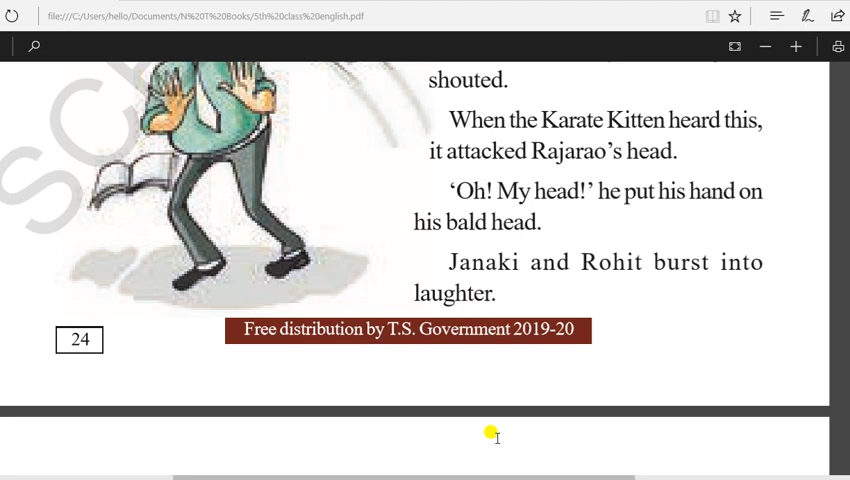 file:///C:/Users/hello/Documents/N%20T%20Books/5th%20class%20english.pdf
shouted.
When the Karate Kitten heard this,
it attacked Rajarao's head.
‘Oh! My head!’ he put his hand on
his bald head.
Janaki and Rohit burst into
laughter.
Free distribution by T.S. Government 2019-20
24